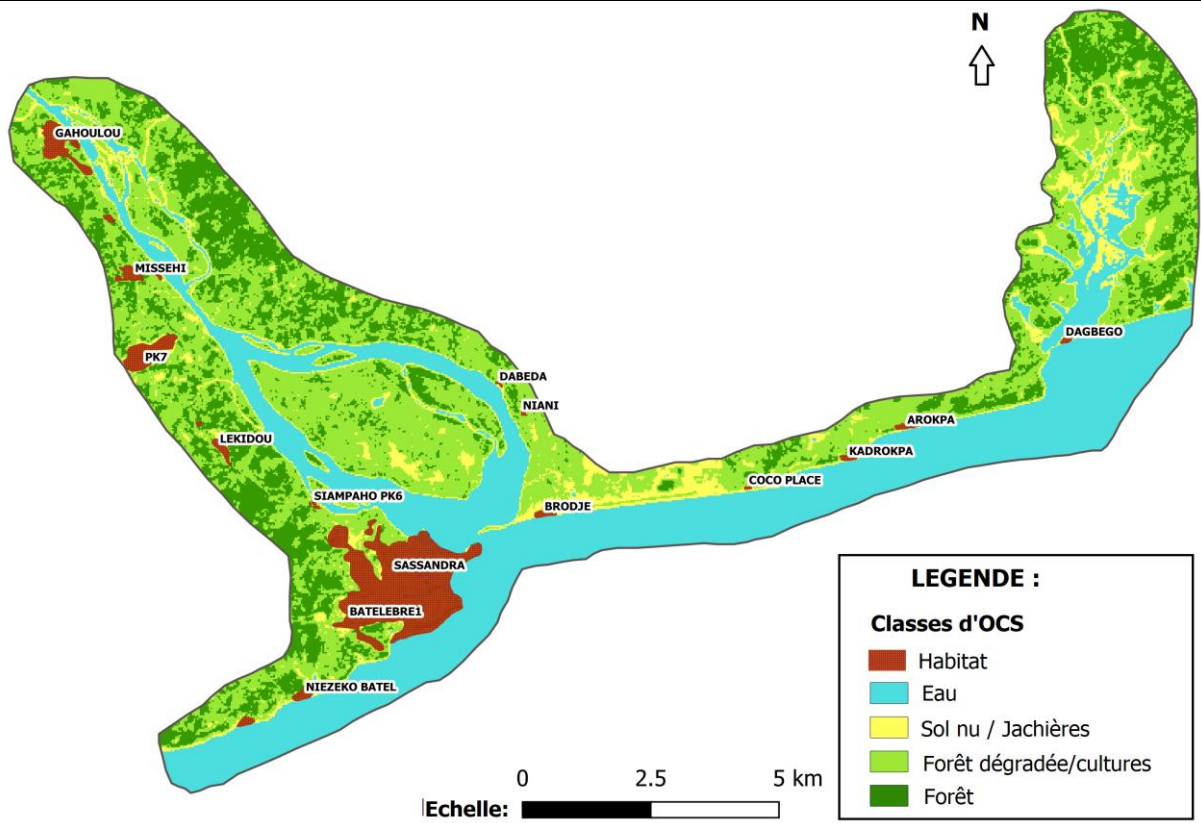 N
GAHOULOU
MISSEHI
PK7
DABEDA
NIANI
LEKIDOU
SIAMPAHO PK6
BRODJE
SASSANDRA
BATELEBRE1
NIEZEKO BATEL
DAGBEGO
AROKPA
KADROKPA
COCO PLACE
LEGENDE :
Classes d'OCS
Habitat
Eau
Sol nu / Jachières
Forêt dégradée/cultures
Forêt
0 2.5 5 km
Echelle: